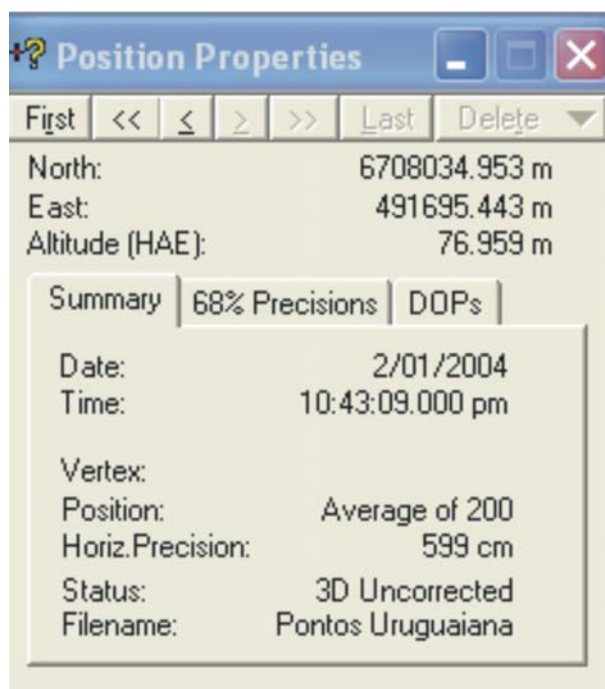 Position Properties
First << < > >> Last Delete
North: 6708034.953 m
East: 491695.443 m
Altitude (HAE): 76.959 m
Summary 68% Precisions DOPs
Date: 2/01/2004
Time: 10:43:09.000 pm
Vertex:
Position: Average of 200
Horiz.Precision: 599 cm
Status: 3D Uncorrected
Filename: Pontos Uruguaiana